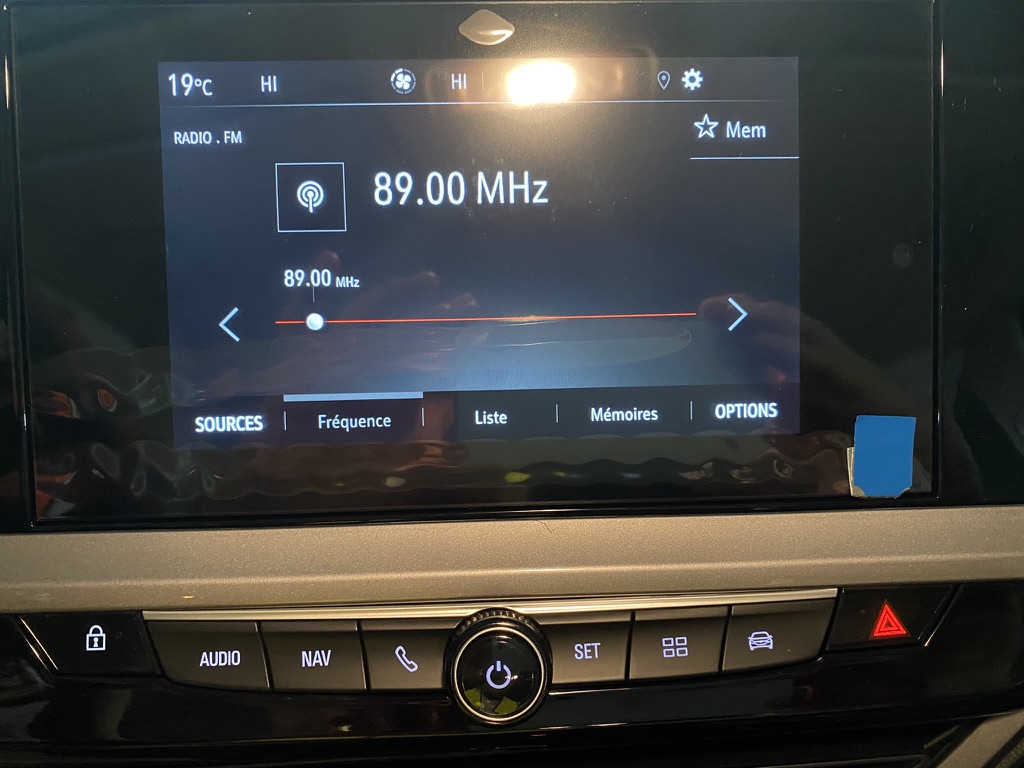 19°C HI HI
RADIO . FM
Mem
89.00 MHz
89.00 MHz
SOURCES Fréquence Liste Mémoires OPTIONS
AUDIO NAV SET